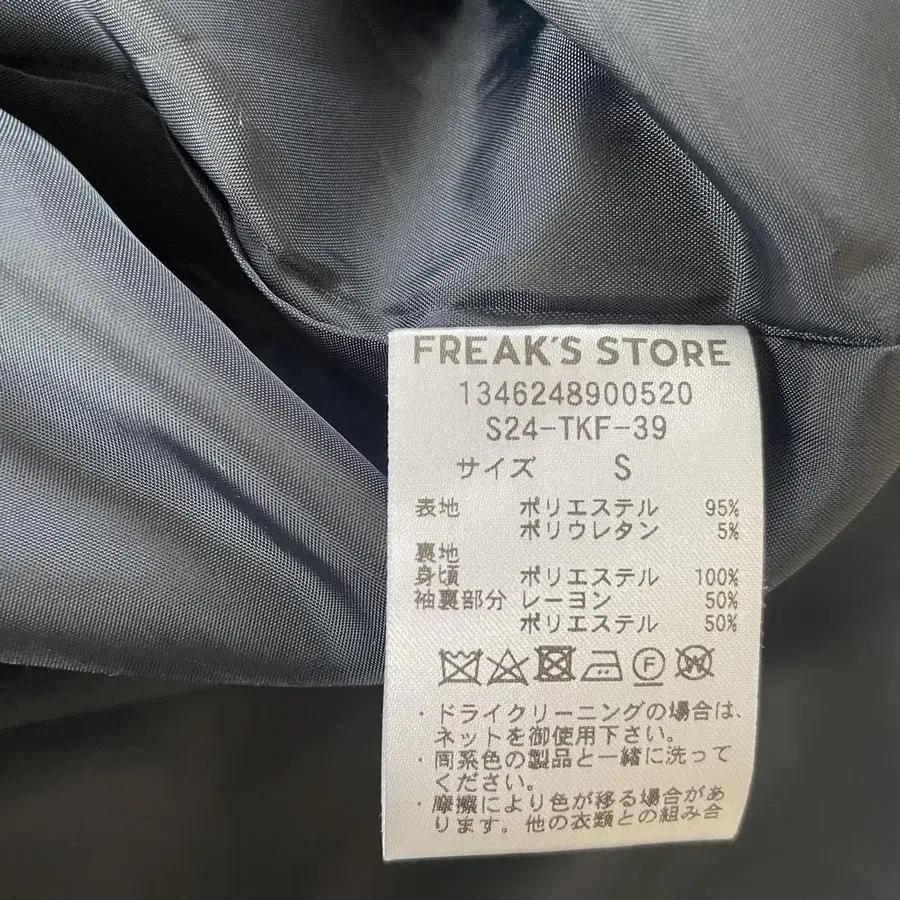 FREAK'S STORE
1346248900520
S24-TKF-39
サイズ S
表地 ポリエステル 95%
ポリウレタン 5%
裏地
身頃 ポリエステル 100%
袖裏部分 レーヨン 50%
ポリエステル 50%
F W
・ドライクリーニングの場合は、
ネットを御使用下さい。
・同系色の製品と一緒に洗って
ください。
・摩擦により色が移る場合があ
ります。他の衣類との組み合